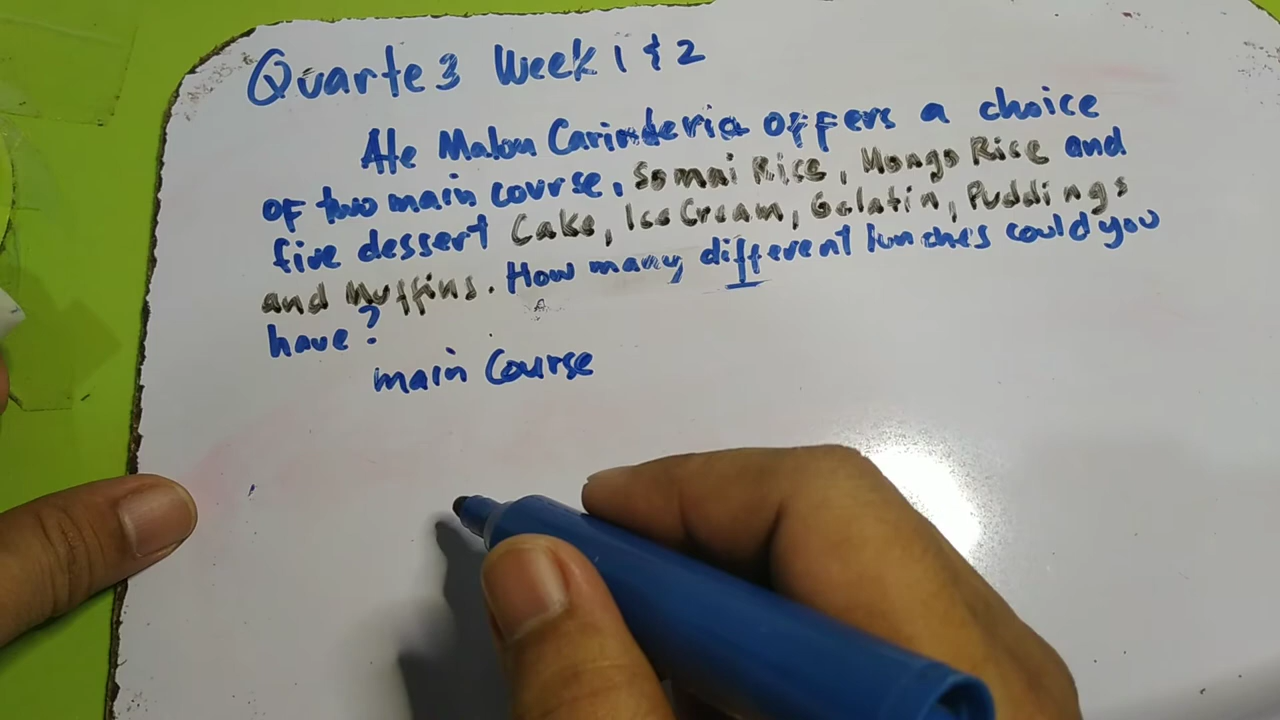 Quarte 3 Week 1 & 2
Ate Malou Carinderia offers a choice
of two main course, Somai Rice, Mongo Rice and
five dessert Cake, Ice Cream, Gelatin, Puddings
and Muffins. How many different lunches could you
have?
main Course